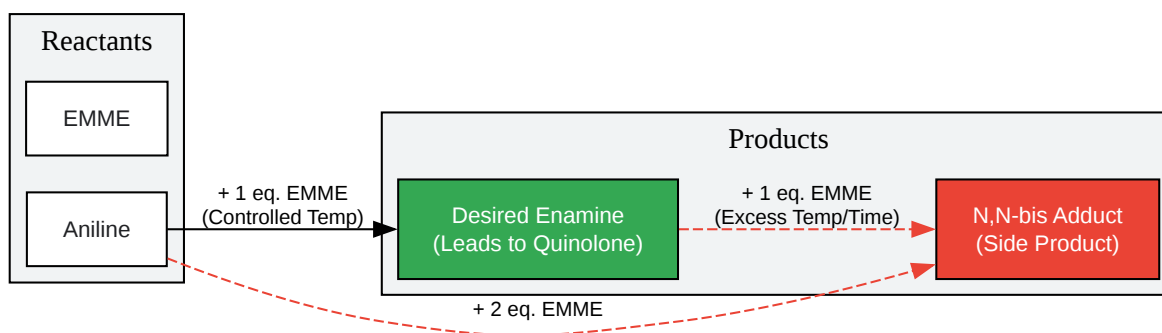 Reactants
EMME
Aniline
+ 1 eq. EMME
(Controlled Temp)
Products
Desired Enamine
(Leads to Quinolone)
+ 1 eq. EMME
(Excess Temp/Time)
N,N-bis Adduct
(Side Product)
+ 2 eq. EMME